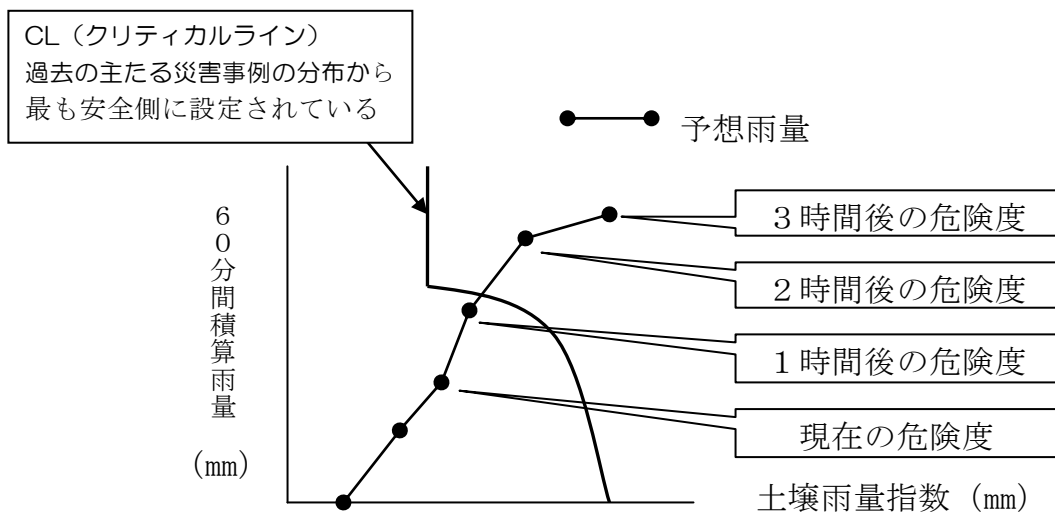 CL（クリティカルライン）
過去の主たる災害事例の分布から
最も安全側に設定されている
予想雨量
６０分間積算雨量
（mm）
３時間後の危険度
２時間後の危険度
１時間後の危険度
現在の危険度
土壌雨量指数（mm）